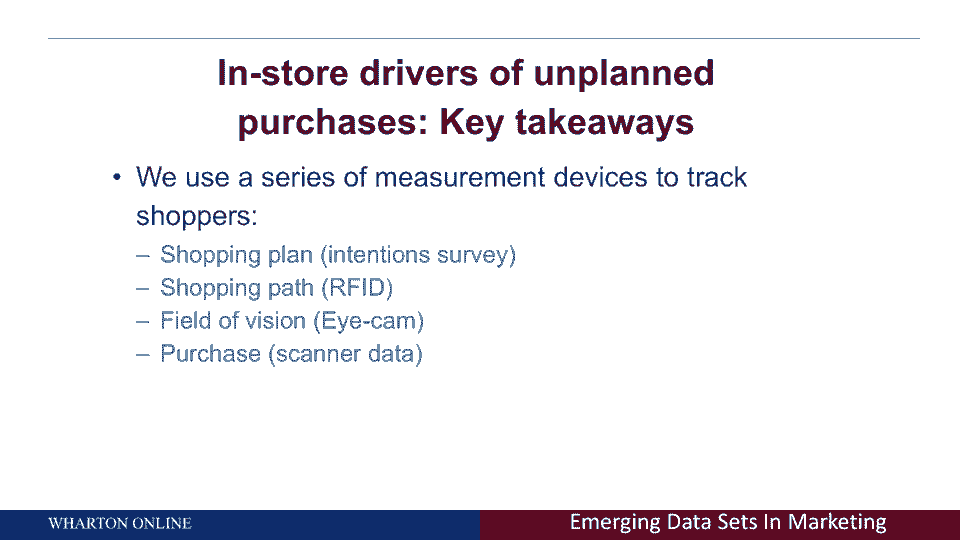 In-store drivers of unplanned
purchases: Key takeaways
• We use a series of measurement devices to track
shoppers:
– Shopping plan (intentions survey)
– Shopping path (RFID)
– Field of vision (Eye-cam)
– Purchase (scanner data)
WHARTON ONLINE
Emerging Data Sets In Marketing